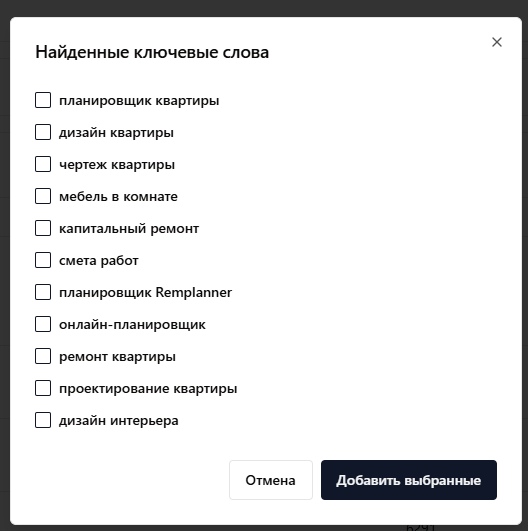 Найденные ключевые слова
планировщик квартиры
дизайн квартиры
чертеж квартиры
мебель в комнате
капитальный ремонт
смета работ
планировщик Remplanner
онлайн-планировщик
ремонт квартиры
проектирование квартиры
дизайн интерьера
Отмена
Добавить выбранные